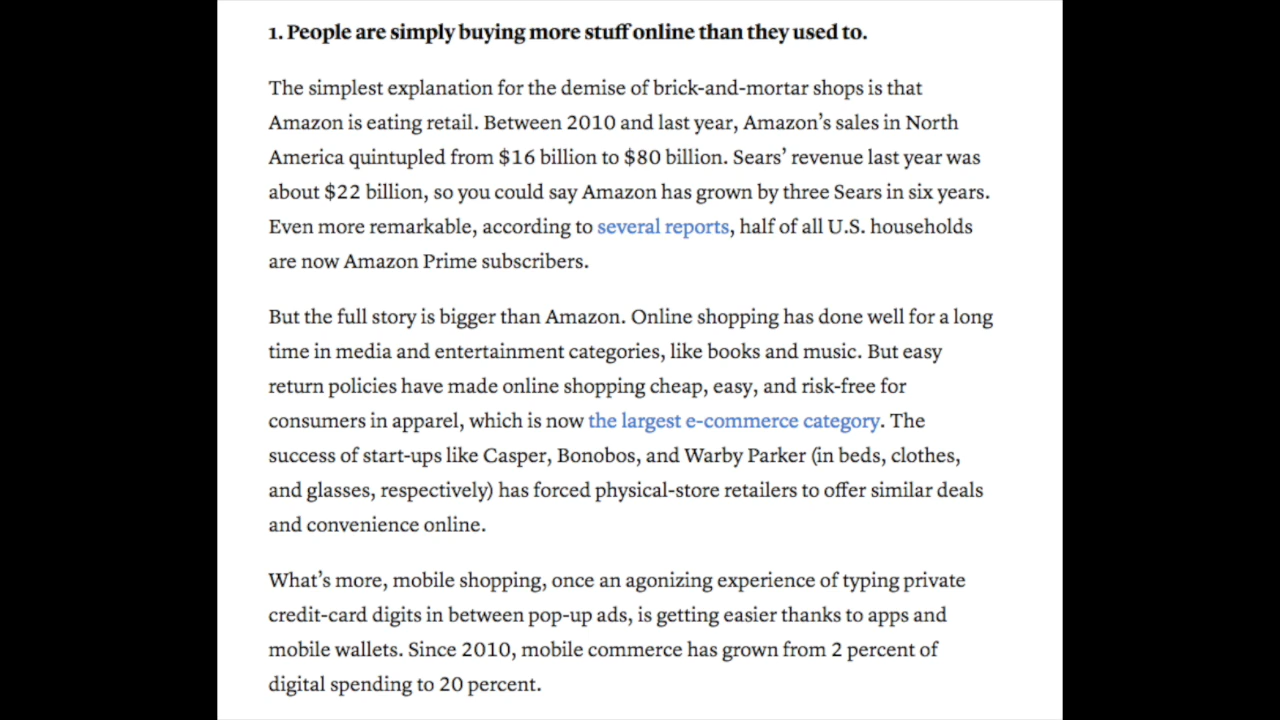 1. People are simply buying more stuff online than they used to.
The simplest explanation for the demise of brick-and-mortar shops is that
Amazon is eating retail. Between 2010 and last year, Amazon’s sales in North
America quintupled from $16 billion to $80 billion. Sears’ revenue last year was
about $22 billion, so you could say Amazon has grown by three Sears in six years.
Even more remarkable, according to several reports, half of all U.S. households
are now Amazon Prime subscribers.
But the full story is bigger than Amazon. Online shopping has done well for a long
time in media and entertainment categories, like books and music. But easy
return policies have made online shopping cheap, easy, and risk-free for
consumers in apparel, which is now the largest e-commerce category. The
success of start-ups like Casper, Bonobos, and Warby Parker (in beds, clothes,
and glasses, respectively) has forced physical-store retailers to offer similar deals
and convenience online.
What’s more, mobile shopping, once an agonizing experience of typing private
credit-card digits in between pop-up ads, is getting easier thanks to apps and
mobile wallets. Since 2010, mobile commerce has grown from 2 percent of
digital spending to 20 percent.